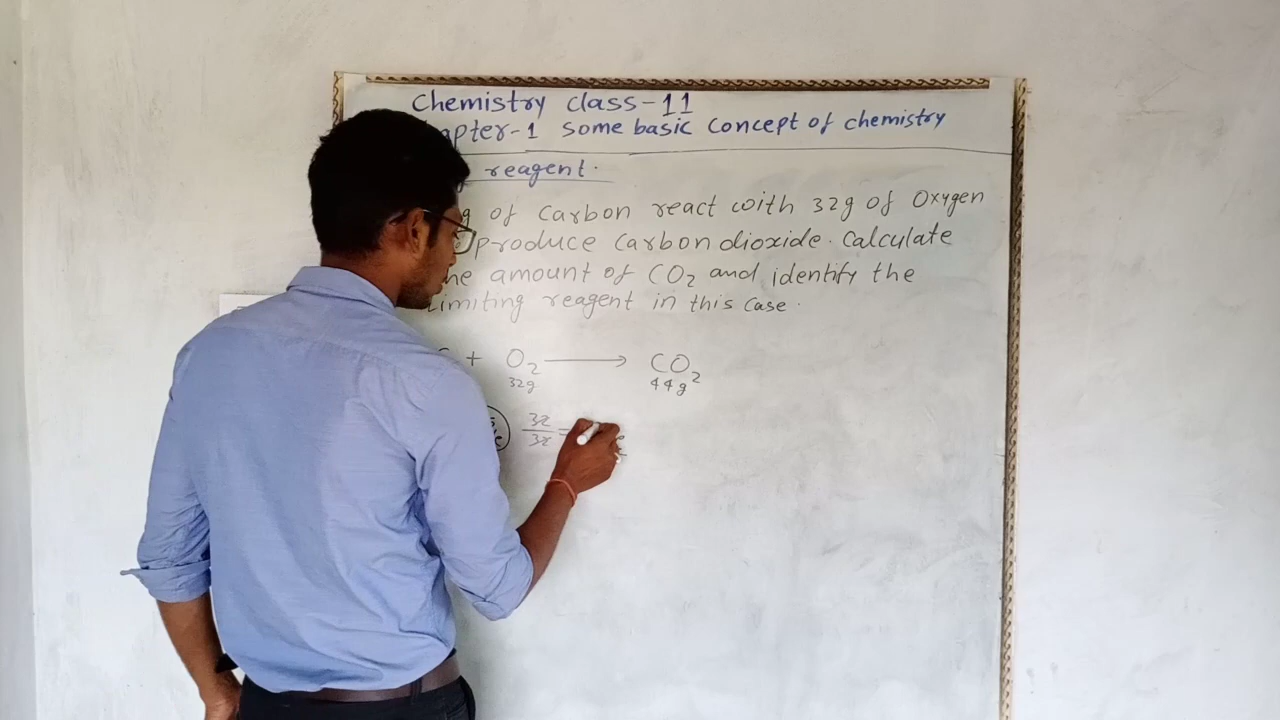 Chemistry class-11
apter-1 some basic concept of chemistry
reagent.
g of carbon react with 32g of Oxygen
produce carbon dioxide. Calculate
he amount of CO₂ and identify the
limiting reagent in this case.
+ O₂ ⟶ CO₂
32g 44g
32
32 =